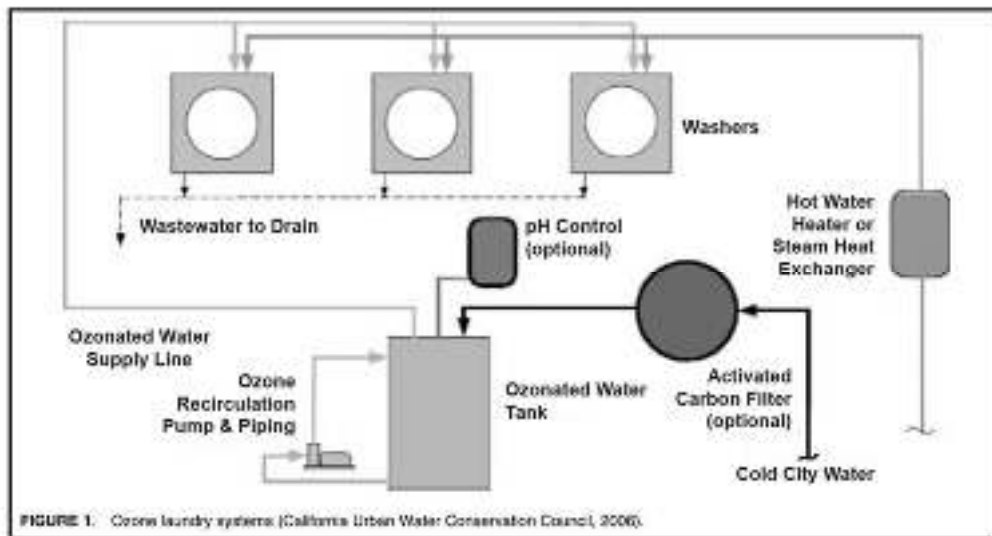 Washers
Wastewater to Drain
pH Control
(optional)
Hot Water
Heater or
Steam Heat
Exchanger
Ozonated Water
Supply Line
Ozone
Recirculation
Pump & Piping
Ozonated Water
Tank
Activated
Carbon Filter
(optional)
Cold City Water
FIGURE 1. Ozone laundry systems (California Urban Water Conservation Council, 2006).